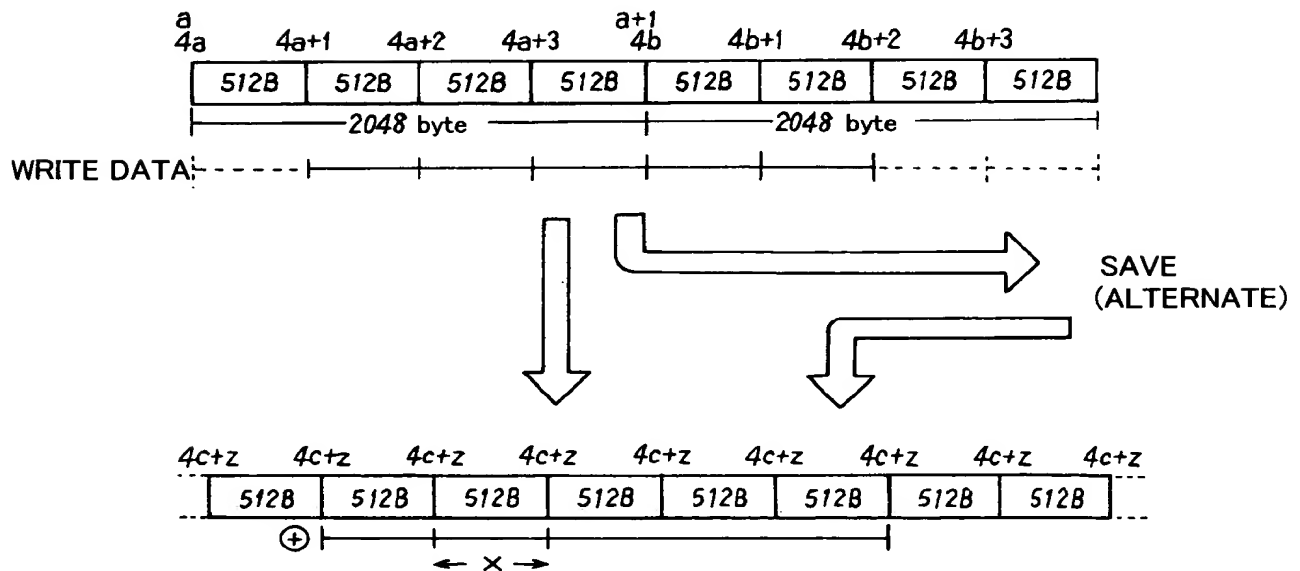 a a+1
4a 4a+1 4a+2 4a+3 4b 4b+1 4b+2 4b+3
512B 512B 512B 512B 512B 512B 512B 512B
2048 byte 2048 byte
WRITE DATA
SAVE
(ALTERNATE)
4c+z 4c+z 4c+z 4c+z 4c+z 4c+z 4c+z 4c+z 4c+z
512B 512B 512B 512B 512B 512B 512B 512B
+
x